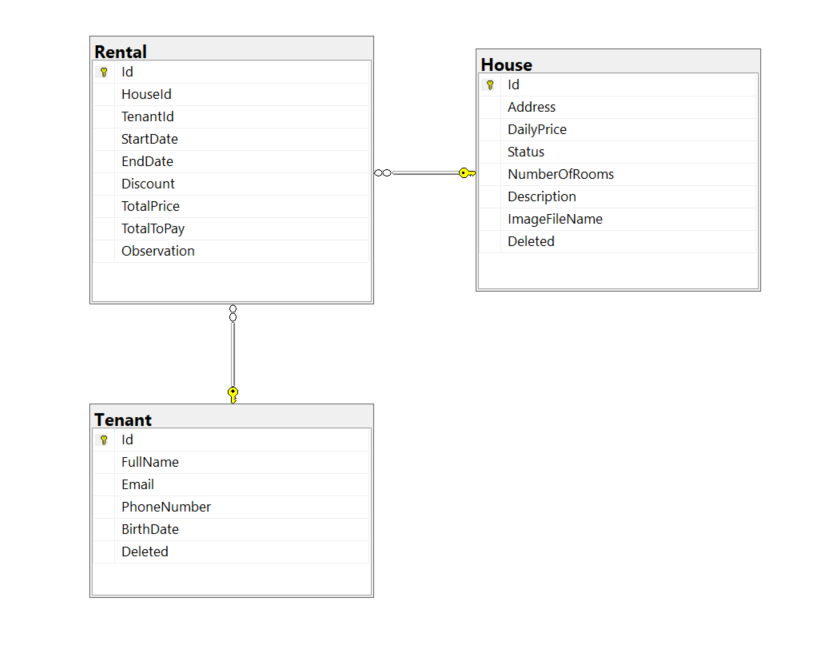 Rental
Id
HouseId
TenantId
StartDate
EndDate
Discount
TotalPrice
TotalToPay
Observation
House
Id
Address
DailyPrice
Status
NumberOfRooms
Description
ImageFileName
Deleted
Tenant
Id
FullName
Email
PhoneNumber
BirthDate
Deleted